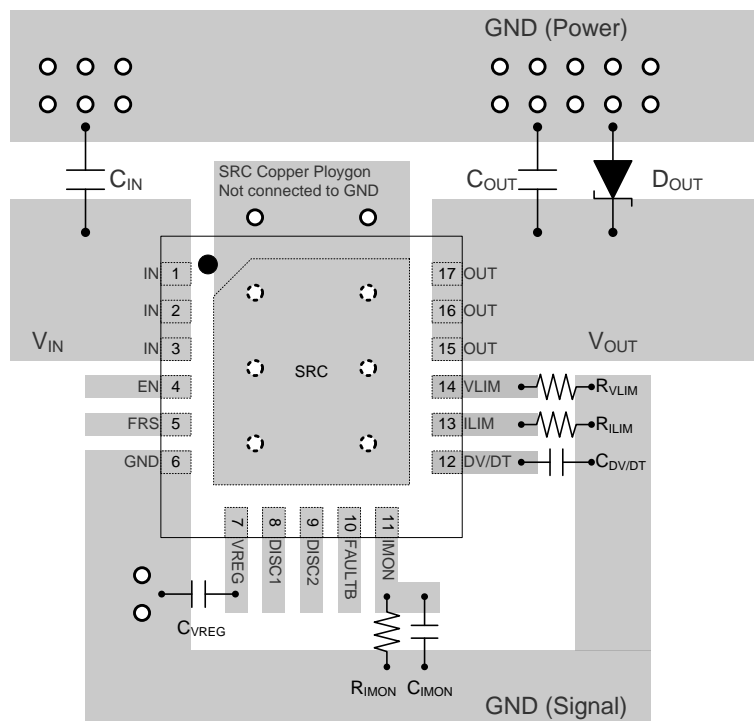 GND (Power)
CIN
SRC Copper Ploygon
Not connected to GND
COUT
DOUT
IN 1
17 OUT
IN 2
16 OUT
VIN
IN 3
15 OUT
VOUT
SRC
EN 4
14 VLIM
RVLIM
FRS 5
13 ILIM
RILIM
GND 6
12 DV/DT
CDV/DT
7 VREG
8 DISC1
9 DISC2
10 FAULTB
11 IMON
CVREG
RIMON
CIMON
GND (Signal)